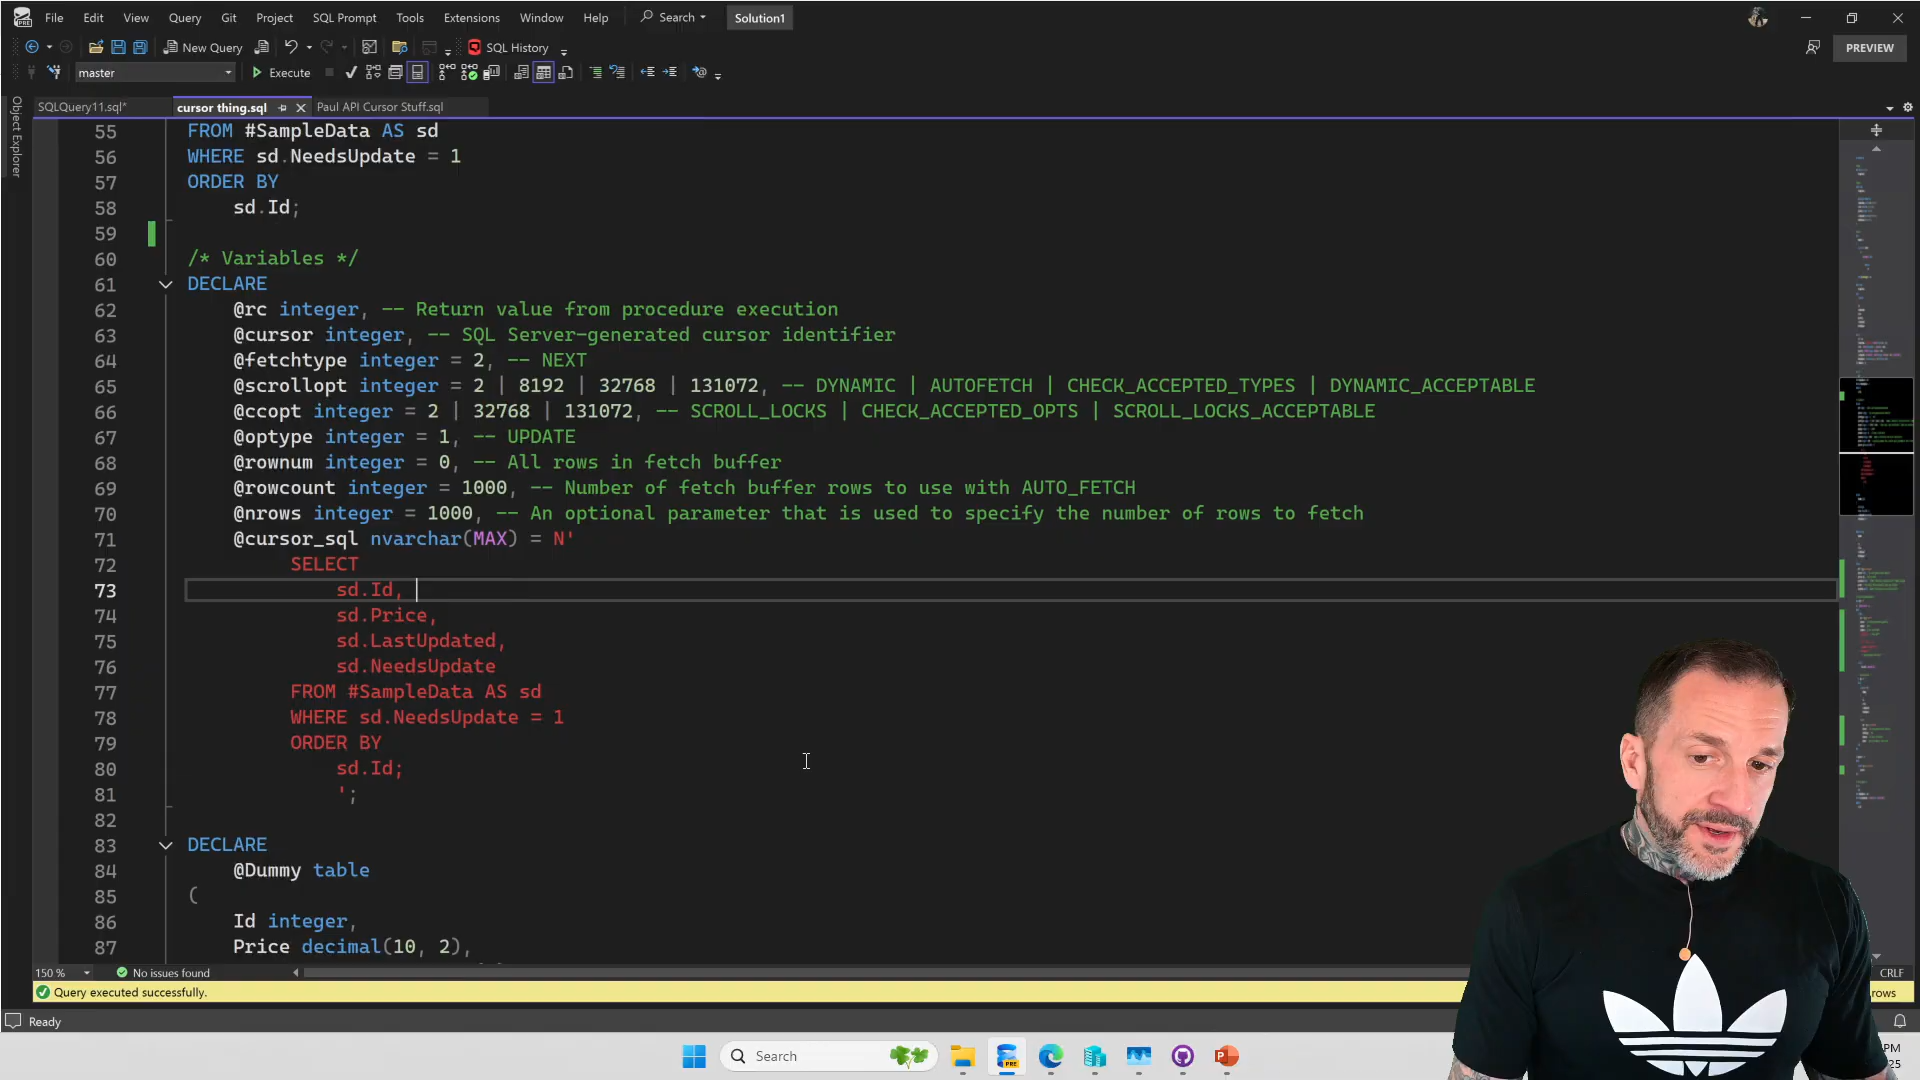 File Edit View Query Git Project SQL Prompt Tools Extensions Window Help Search Solution1
New Query SQL History PREVIEW
master Execute
SQLQuery11.sql* cursor thing.sql Paul API Cursor Stuff.sql
Object Explorer
55 FROM #SampleData AS sd
56 WHERE sd.NeedsUpdate = 1
57 ORDER BY
58 sd.Id;
59
60 /* Variables */
61 DECLARE
62 @rc integer, -- Return value from procedure execution
63 @cursor integer, -- SQL Server-generated cursor identifier
64 @fetchtype integer = 2, -- NEXT
65 @scrollopt integer = 2 | 8192 | 32768 | 131072, -- DYNAMIC | AUTOFETCH | CHECK_ACCEPTED_TYPES | DYNAMIC_ACCEPTABLE
66 @ccopt integer = 2 | 32768 | 131072, -- SCROLL_LOCKS | CHECK_ACCEPTED_OPTS | SCROLL_LOCKS_ACCEPTABLE
67 @optype integer = 1, -- UPDATE
68 @rownum integer = 0, -- All rows in fetch buffer
69 @rowcount integer = 1000, -- Number of fetch buffer rows to use with AUTO_FETCH
70 @nrows integer = 1000, -- An optional parameter that is used to specify the number of rows to fetch
71 @cursor_sql nvarchar(MAX) = N'
72 SELECT
73 sd.Id,
74 sd.Price,
75 sd.LastUpdated,
76 sd.NeedsUpdate
77 FROM #SampleData AS sd
78 WHERE sd.NeedsUpdate = 1
79 ORDER BY
80 sd.Id;
81 ';
82
83 DECLARE
84 @Dummy table
85 (
86 Id integer,
87 Price decimal(10, 2),
150 % No issues found CRLF
Query executed successfully. rows
Ready
Search PRE PM
25